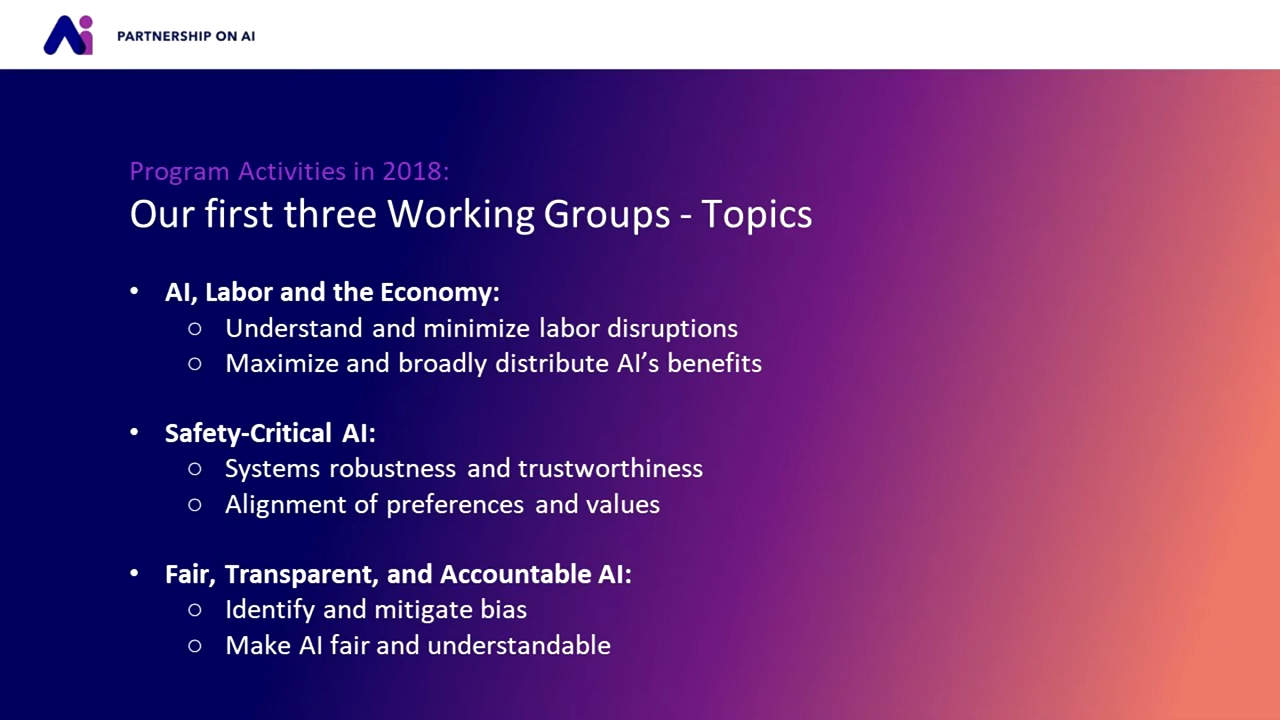 PARTNERSHIP ON AI
Program Activities in 2018:
Our first three Working Groups - Topics
• AI, Labor and the Economy:
○ Understand and minimize labor disruptions
○ Maximize and broadly distribute AI’s benefits
• Safety-Critical AI:
○ Systems robustness and trustworthiness
○ Alignment of preferences and values
• Fair, Transparent, and Accountable AI:
○ Identify and mitigate bias
○ Make AI fair and understandable